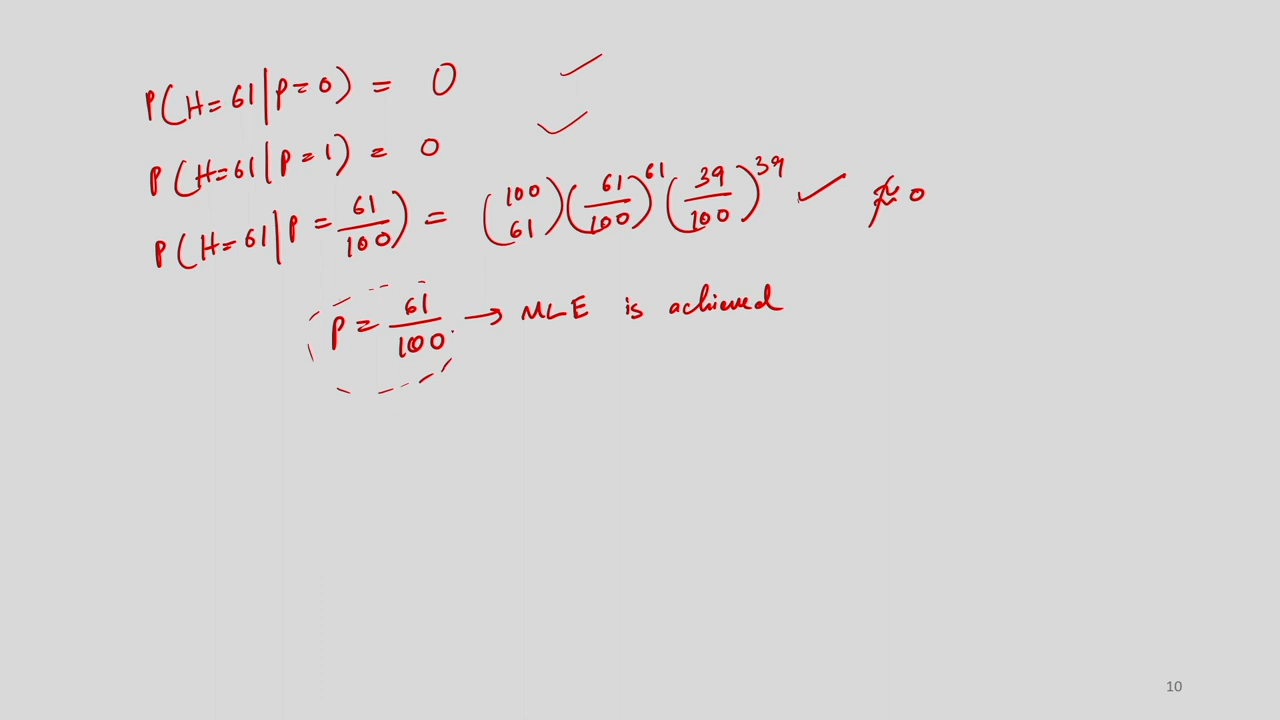 P(H=61|p=0) = 0 ✓
P(H=61|p=1) = 0 ✓
P(H=61|p=61/100) = (100 61)(61/100)^61 (39/100)^39 ✓ ≉ 0
p = 61/100 → MLE is achieved
10